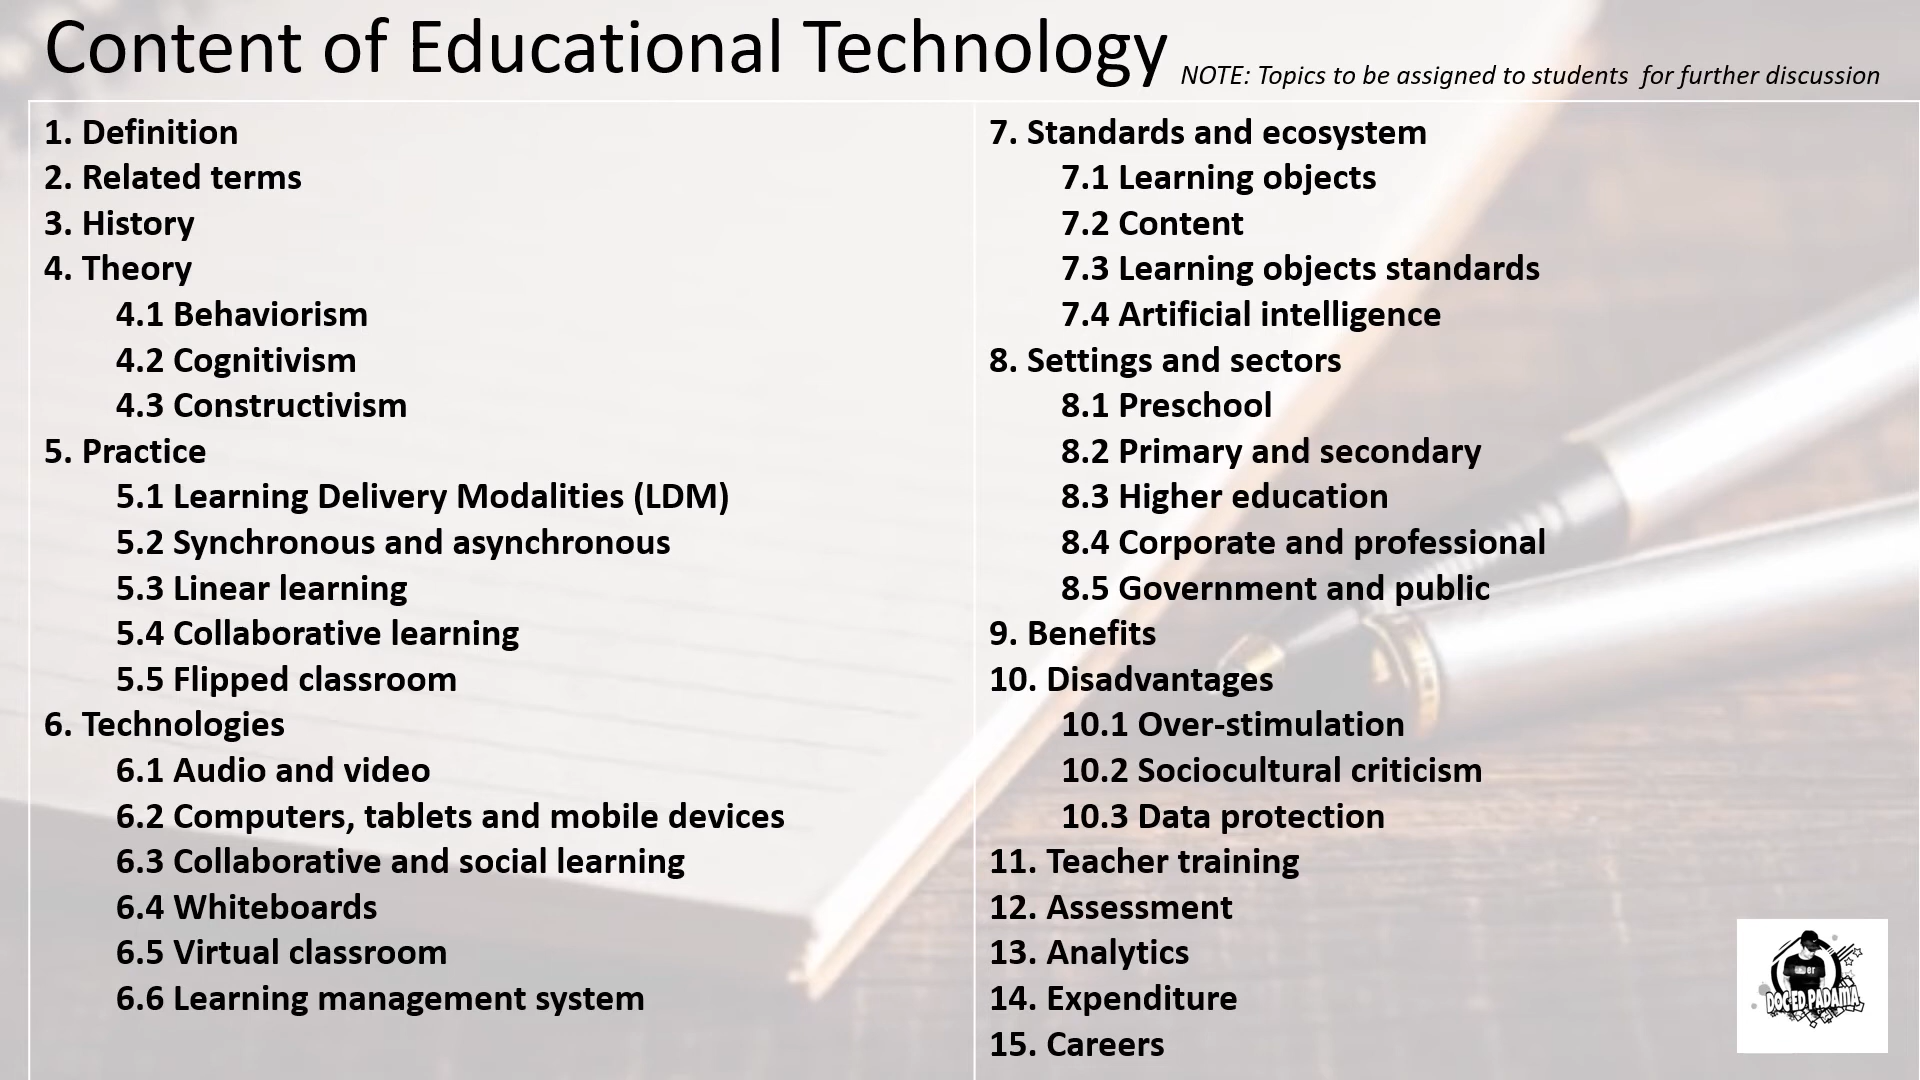 Content of Educational Technology
NOTE: Topics to be assigned to students for further discussion
1. Definition
2. Related terms
3. History
4. Theory
4.1 Behaviorism
4.2 Cognitivism
4.3 Constructivism
5. Practice
5.1 Learning Delivery Modalities (LDM)
5.2 Synchronous and asynchronous
5.3 Linear learning
5.4 Collaborative learning
5.5 Flipped classroom
6. Technologies
6.1 Audio and video
6.2 Computers, tablets and mobile devices
6.3 Collaborative and social learning
6.4 Whiteboards
6.5 Virtual classroom
6.6 Learning management system
7. Standards and ecosystem
7.1 Learning objects
7.2 Content
7.3 Learning objects standards
7.4 Artificial intelligence
8. Settings and sectors
8.1 Preschool
8.2 Primary and secondary
8.3 Higher education
8.4 Corporate and professional
8.5 Government and public
9. Benefits
10. Disadvantages
10.1 Over-stimulation
10.2 Sociocultural criticism
10.3 Data protection
11. Teacher training
12. Assessment
13. Analytics
14. Expenditure
15. Careers
DOC ED PADAMA